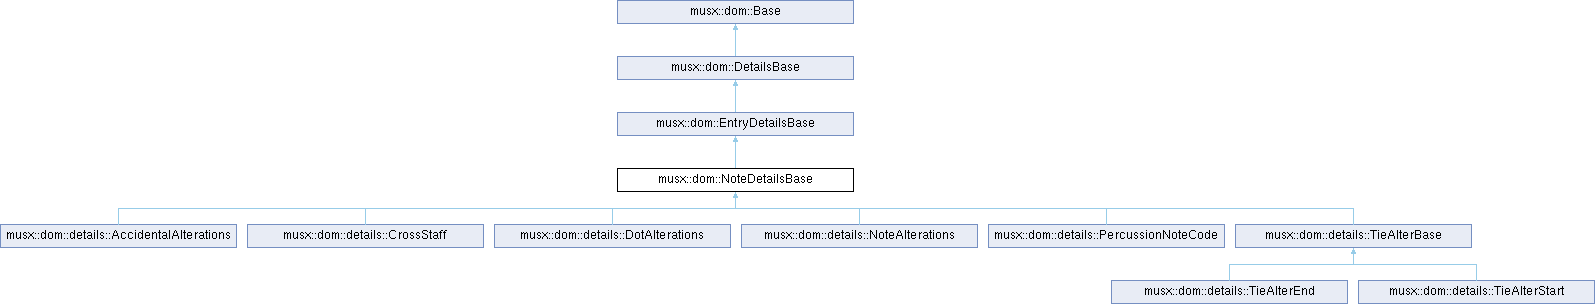 musx::dom::Base
musx::dom::DetailsBase
musx::dom::EntryDetailsBase
musx::dom::NoteDetailsBase
musx::dom::details::AccidentalAlterations
musx::dom::details::CrossStaff
musx::dom::details::DotAlterations
musx::dom::details::NoteAlterations
musx::dom::details::PercussionNoteCode
musx::dom::details::TieAlterBase
musx::dom::details::TieAlterEnd
musx::dom::details::TieAlterStart